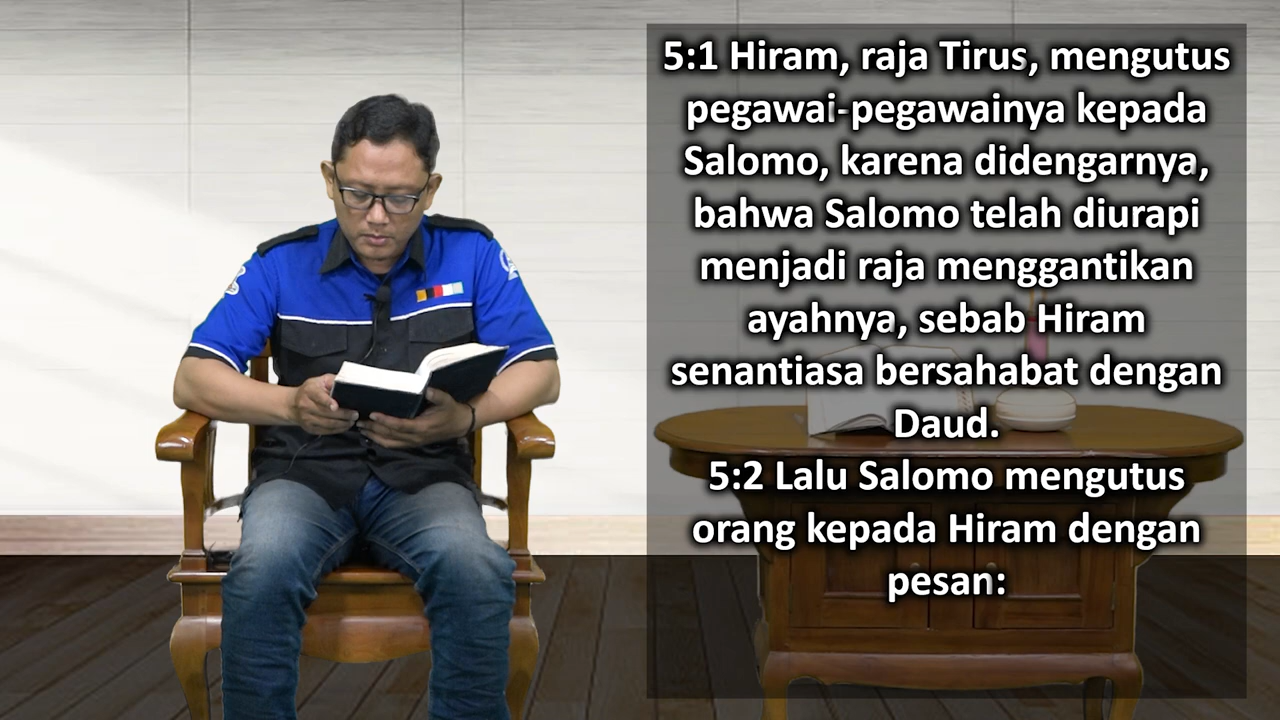 5:1 Hiram, raja Tirus, mengutus
pegawai-pegawainya kepada
Salomo, karena didengarnya,
bahwa Salomo telah diurapi
menjadi raja menggantikan
ayahnya, sebab Hiram
senantiasa bersahabat dengan
Daud.
5:2 Lalu Salomo mengutus
orang kepada Hiram dengan
pesan: